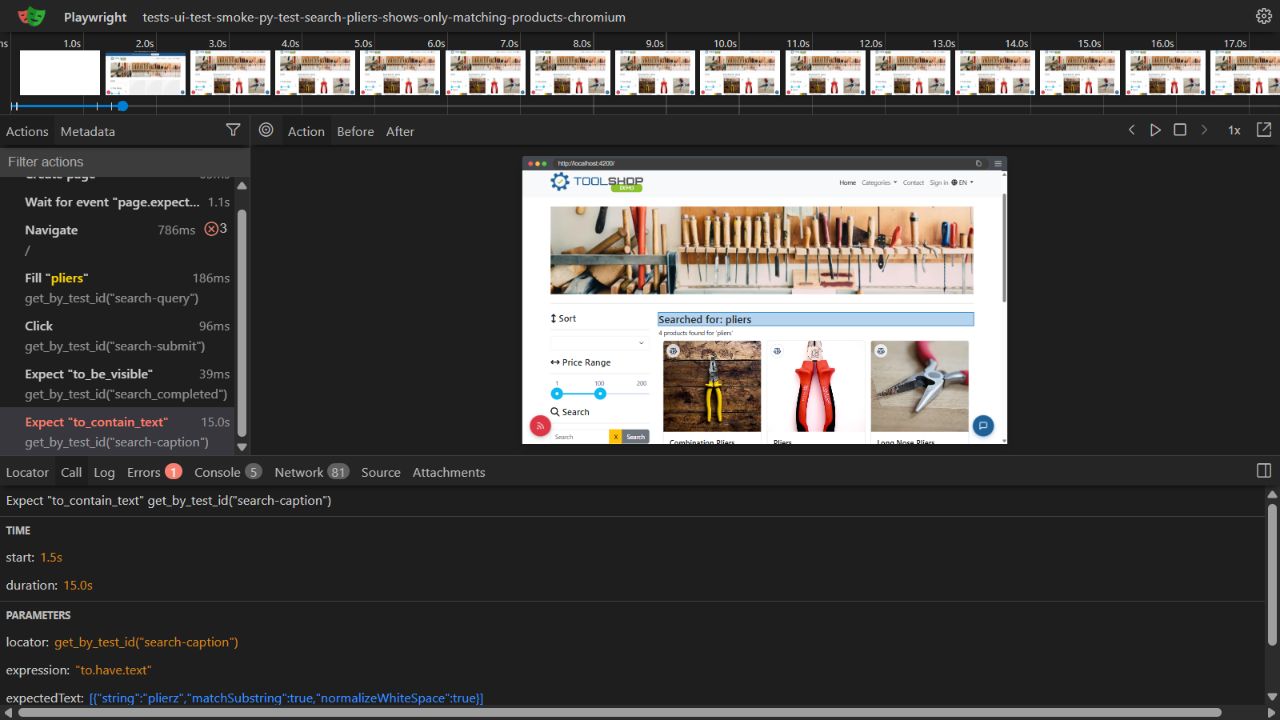 Playwright tests-ui-test-smoke-py-test-search-pliers-shows-only-matching-products-chromium
ms 1.0s 2.0s 3.0s 4.0s 5.0s 6.0s 7.0s 8.0s 9.0s 10.0s 11.0s 12.0s 13.0s 14.0s 15.0s 16.0s 17.0s
Actions Metadata
Action Before After
1x
Filter actions
Create page
Wait for event "page.expect... 1.1s
Navigate 786ms 3
/
Fill "pliers" 186ms
get_by_test_id("search-query")
Click 96ms
get_by_test_id("search-submit")
Expect "to_be_visible" 39ms
get_by_test_id("search_completed")
Expect "to_contain_text" 15.0s
get_by_test_id("search-caption")
http://localhost:4200/
TOOLSHOP
DEMO
Home Categories Contact Sign in EN
Sort
Price Range
1 100 200
Search
Search X Search
Searched for: pliers
4 products found for 'pliers'
Combination Pliers Pliers Long Nose Pliers
Locator Call Log Errors 1 Console 5 Network 81 Source Attachments
Expect "to_contain_text" get_by_test_id("search-caption")
TIME
start: 1.5s
duration: 15.0s
PARAMETERS
locator: get_by_test_id("search-caption")
expression: "to.have.text"
expectedText: [{"string":"plierz","matchSubstring":true,"normalizeWhiteSpace":true}]